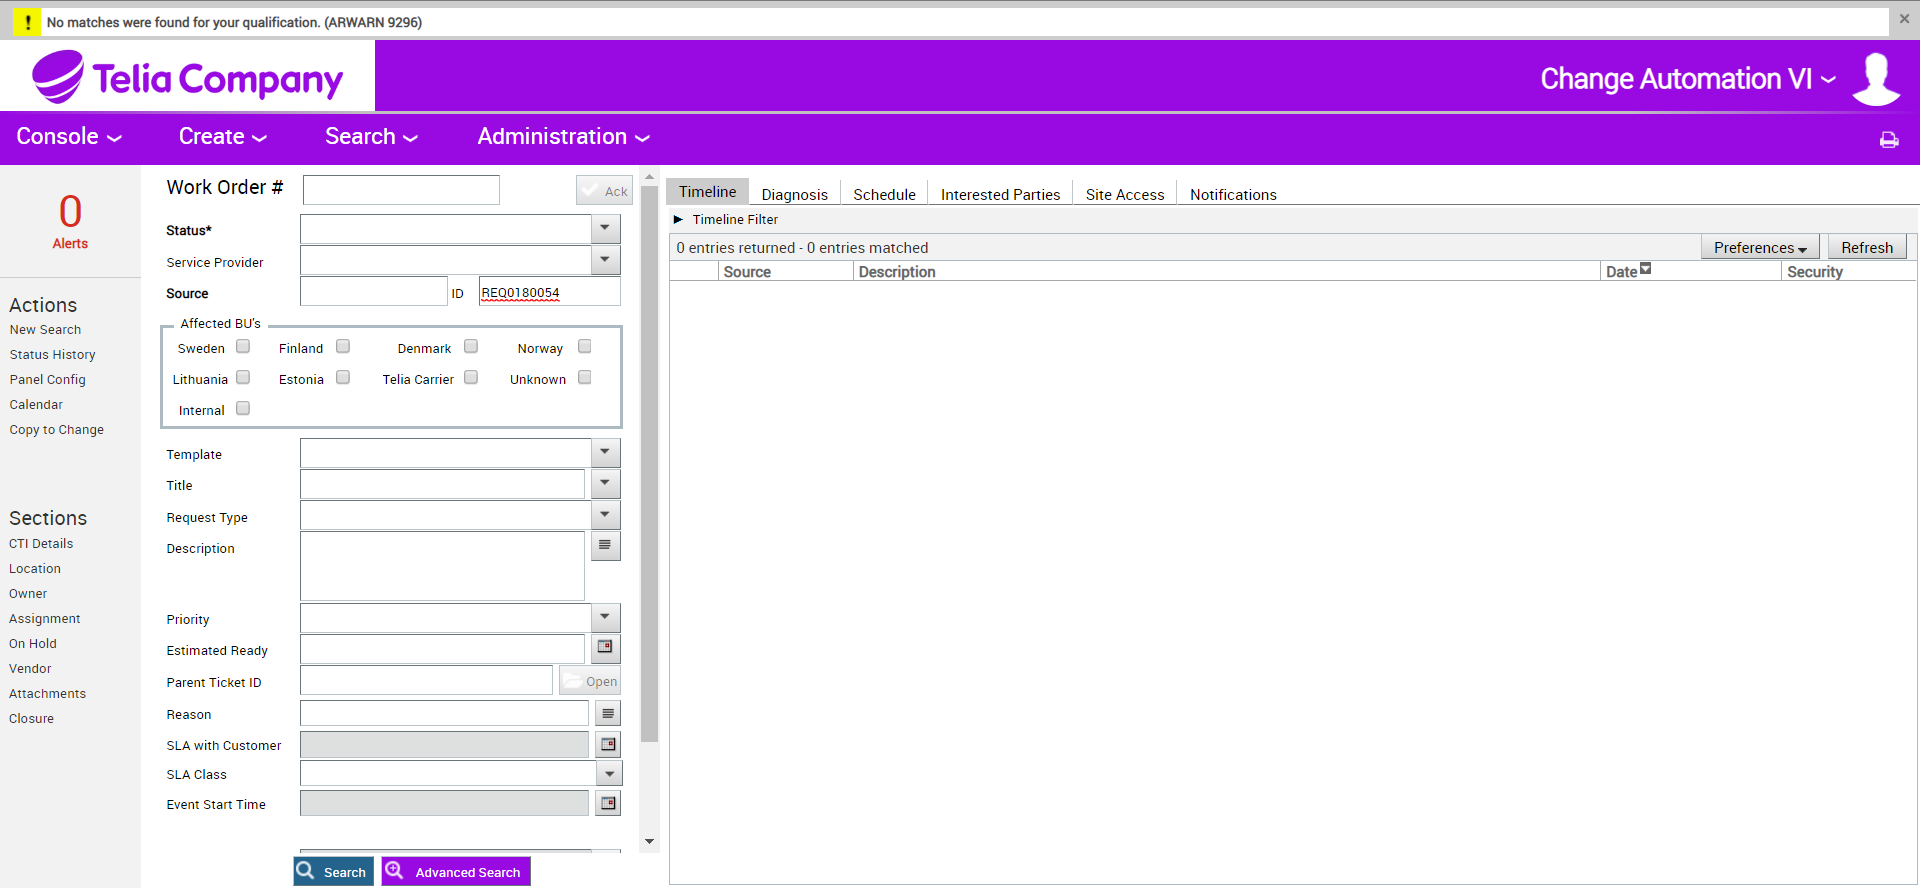 No matches were found for your qualification. (ARWARN 9296)
Telia Company
Change Automation VI
Console
Create
Search
Administration
0
Alerts
Actions
New Search
Status History
Panel Config
Calendar
Copy to Change
Sections
CTI Details
Location
Owner
Assignment
On Hold
Vendor
Attachments
Closure
Work Order #
Ack
Status*
Service Provider
Source
ID
REQ0180054
Affected BU's
Sweden Finland Denmark Norway
Lithuania Estonia Telia Carrier Unknown
Internal
Template
Title
Request Type
Description
Priority
Estimated Ready
Parent Ticket ID
Open
Reason
SLA with Customer
SLA Class
Event Start Time
Search
Advanced Search
Timeline Diagnosis Schedule Interested Parties Site Access Notifications
Timeline Filter
0 entries returned - 0 entries matched
Preferences
Refresh
Source Description Date Security